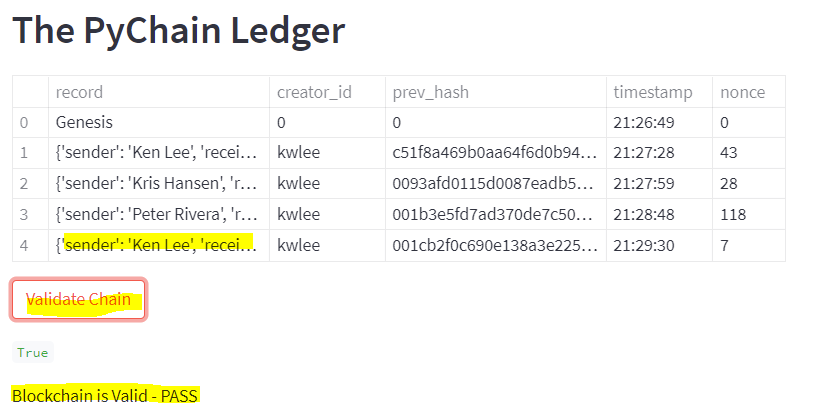 The PyChain Ledger
record creator_id prev_hash timestamp nonce
0 Genesis 0 0 21:26:49 0
1 {'sender': 'Ken Lee', 'recei… kwlee c51f8a469b0aa64f6d0b94… 21:27:28 43
2 {'sender': 'Kris Hansen', 'r… kwlee 0093afd0115d0087eadb5… 21:27:59 28
3 {'sender': 'Peter Rivera', 'r… kwlee 001b3e5fd7ad370de7c50… 21:28:48 118
4 {'sender': 'Ken Lee', 'recei… kwlee 001cb2f0c690e138a3e225… 21:29:30 7
Validate Chain
True
Blockchain is Valid - PASS